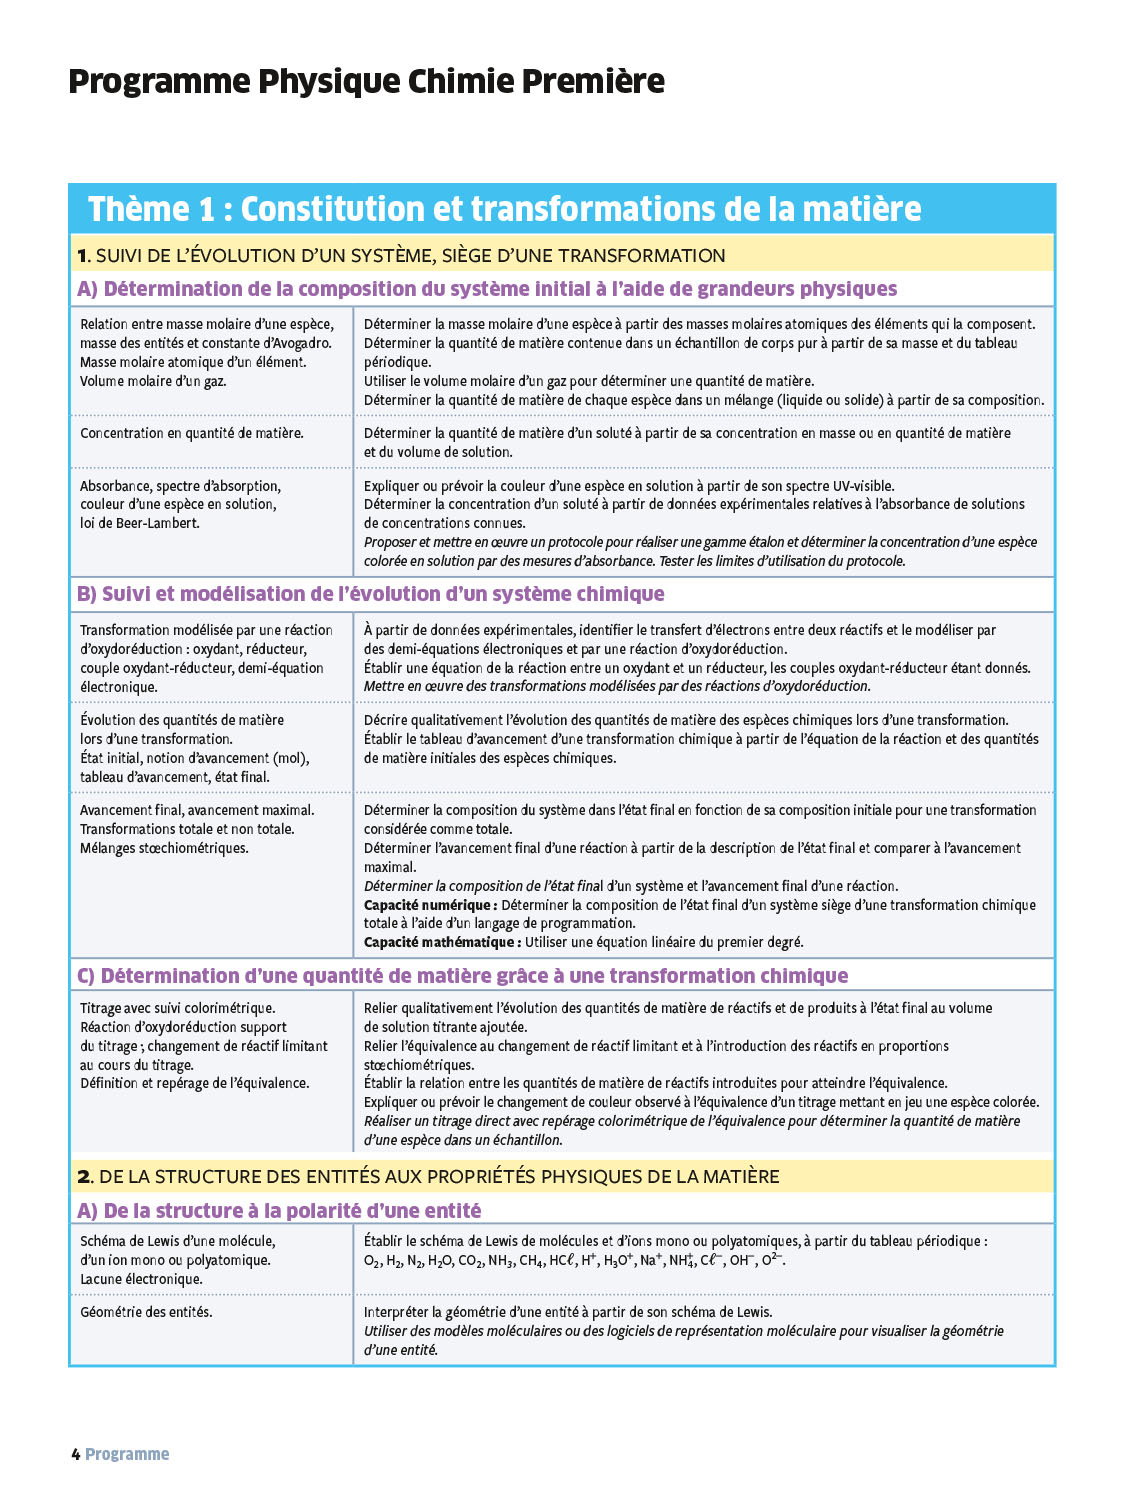 Programme Physique Chimie Première
Thème 1 : Constitution et transformations de la matière
1. SUIVI DE L'ÉVOLUTION D'UN SYSTÈME, SIÈGE D'UNE TRANSFORMATION
A) Détermination de la composition du système initial à l'aide de grandeurs physiques
Relation entre masse molaire d'une espèce,
masse des entités et constante d'Avogadro.
Masse molaire atomique d'un élément.
Volume molaire d'un gaz.
Déterminer la masse molaire d'une espèce à partir des masses molaires atomiques des éléments qui la composent.
Déterminer la quantité de matière contenue dans un échantillon de corps pur à partir de sa masse et du tableau
périodique.
Utiliser le volume molaire d'un gaz pour déterminer une quantité de matière.
Déterminer la quantité de matière de chaque espèce dans un mélange (liquide ou solide) à partir de sa composition.
Concentration en quantité de matière.
Déterminer la quantité de matière d'un soluté à partir de sa concentration en masse ou en quantité de matière
et du volume de solution.
Absorbance, spectre d'absorption,
couleur d'une espèce en solution,
loi de Beer-Lambert.
Expliquer ou prévoir la couleur d'une espèce en solution à partir de son spectre UV-visible.
Déterminer la concentration d'un soluté à partir de données expérimentales relatives à l'absorbance de solutions
de concentrations connues.
Proposer et mettre en œuvre un protocole pour réaliser une gamme étalon et déterminer la concentration d'une espèce
colorée en solution par des mesures d'absorbance. Tester les limites d'utilisation du protocole.
B) Suivi et modélisation de l'évolution d'un système chimique
Transformation modélisée par une réaction
d'oxydoréduction : oxydant, réducteur,
couple oxydant-réducteur, demi-équation
électronique.
À partir de données expérimentales, identifier le transfert d'électrons entre deux réactifs et le modéliser par
des demi-équations électroniques et par une réaction d'oxydoréduction.
Établir une équation de la réaction entre un oxydant et un réducteur, les couples oxydant-réducteur étant donnés.
Mettre en œuvre des transformations modélisées par des réactions d'oxydoréduction.
Évolution des quantités de matière
lors d'une transformation.
État initial, notion d'avancement (mol),
tableau d'avancement, état final.
Décrire qualitativement l'évolution des quantités de matière des espèces chimiques lors d'une transformation.
Établir le tableau d'avancement d'une transformation chimique à partir de l'équation de la réaction et des quantités
de matière initiales des espèces chimiques.
Avancement final, avancement maximal.
Transformations totale et non totale.
Mélanges stœchiométriques.
Déterminer la composition du système dans l'état final en fonction de sa composition initiale pour une transformation
considérée comme totale.
Déterminer l'avancement final d'une réaction à partir de la description de l'état final et comparer à l'avancement
maximal.
Déterminer la composition de l'état final d'un système et l'avancement final d'une réaction.
Capacité numérique : Déterminer la composition de l'état final d'un système siège d'une transformation chimique
totale à l'aide d'un langage de programmation.
Capacité mathématique : Utiliser une équation linéaire du premier degré.
C) Détermination d'une quantité de matière grâce à une transformation chimique
Titrage avec suivi colorimétrique.
Réaction d'oxydoréduction support
du titrage ; changement de réactif limitant
au cours du titrage.
Définition et repérage de l'équivalence.
Relier qualitativement l'évolution des quantités de matière de réactifs et de produits à l'état final au volume
de solution titrante ajoutée.
Relier l'équivalence au changement de réactif limitant et à l'introduction des réactifs en proportions
stœchiométriques.
Établir la relation entre les quantités de matière de réactifs introduites pour atteindre l'équivalence.
Expliquer ou prévoir le changement de couleur observé à l'équivalence d'un titrage mettant en jeu une espèce colorée.
Réaliser un titrage direct avec repérage colorimétrique de l'équivalence pour déterminer la quantité de matière
d'une espèce dans un échantillon.
2. DE LA STRUCTURE DES ENTITÉS AUX PROPRIÉTÉS PHYSIQUES DE LA MATIÈRE
A) De la structure à la polarité d'une entité
Schéma de Lewis d'une molécule,
d'un ion mono ou polyatomique.
Lacune électronique.
Établir le schéma de Lewis de molécules et d'ions mono ou polyatomiques, à partir du tableau périodique :
O₂, H₂, N₂, H₂O, CO₂, NH₃, CH₄, HCℓ, H⁺, H₃O⁺, Na⁺, NH₄⁺, Cℓ⁻, OH⁻, O²⁻.
Géométrie des entités.
Interpréter la géométrie d'une entité à partir de son schéma de Lewis.
Utiliser des modèles moléculaires ou des logiciels de représentation moléculaire pour visualiser la géométrie
d'une entité.
4 Programme